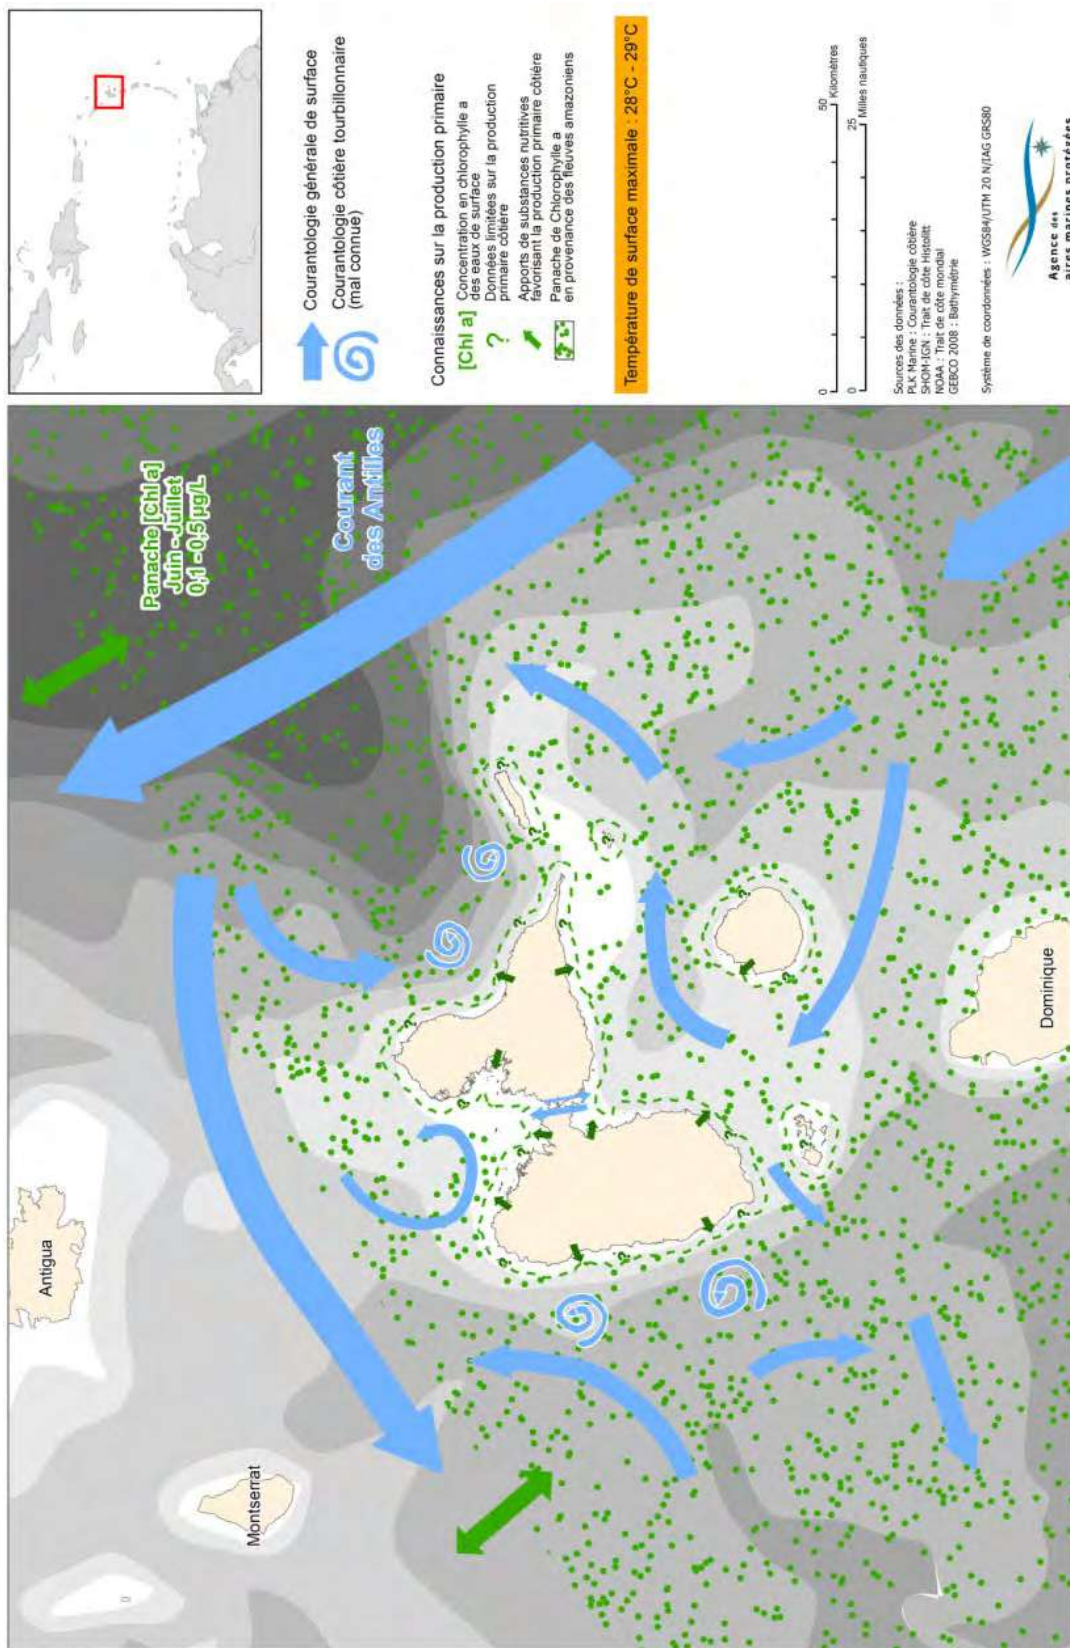 Antigua
Montserrat
Dominique
Panache [Chl a]
Juin - Juillet
0,1 - 0,5 µg/L
Courant
des Antilles
?
?
?
?
?
?
?
?
?
?
?
?
?
?
Courantologie générale de surface
Courantologie côtière tourbillonnaire
(mal connue)
Connaissances sur la production primaire
[Chl a] Concentration en chlorophylle a
des eaux de surface
? Données limitées sur la production
primaire côtière
Apports de substances nutritives
favorisant la production primaire côtière
Panache de Chlorophylle a
en provenance des fleuves amazoniens
Température de surface maximale : 28°C - 29°C
0 50 Kilomètres
0 25 Milles nautiques
Sources des données :
PLK Marine : Courantologie côtière
SHOM-IGN : Trait de côte Histolitt
NOAA : Trait de côte mondial
GEBCO 2008 : Bathymétrie
Système de coordonnées : WGS84/UTM 20 N/IAG GRS80
Agence des
aires marines protégées